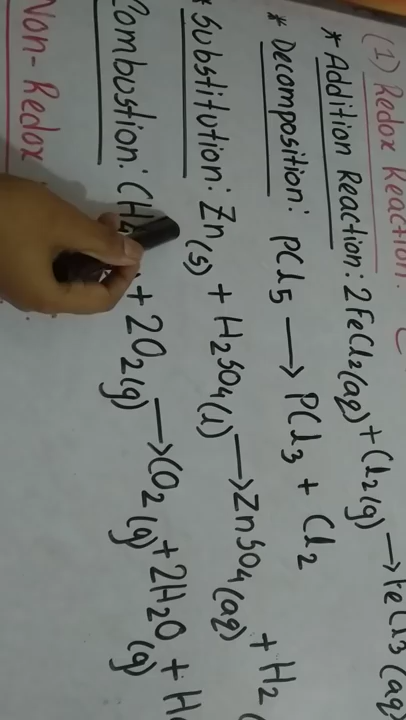 (1) Redox Reaction:
* Addition Reaction: 2FeCl2(aq) + Cl2(g) → FeCl3(aq
* Decomposition: PCl5 → PCl3 + Cl2
* Substitution: Zn(s) + H2SO4(l) → ZnSO4(aq) + H2(
Combustion: CH4 + 2O2(g) → CO2(g) + 2H2O(g) + He
Non-Redox